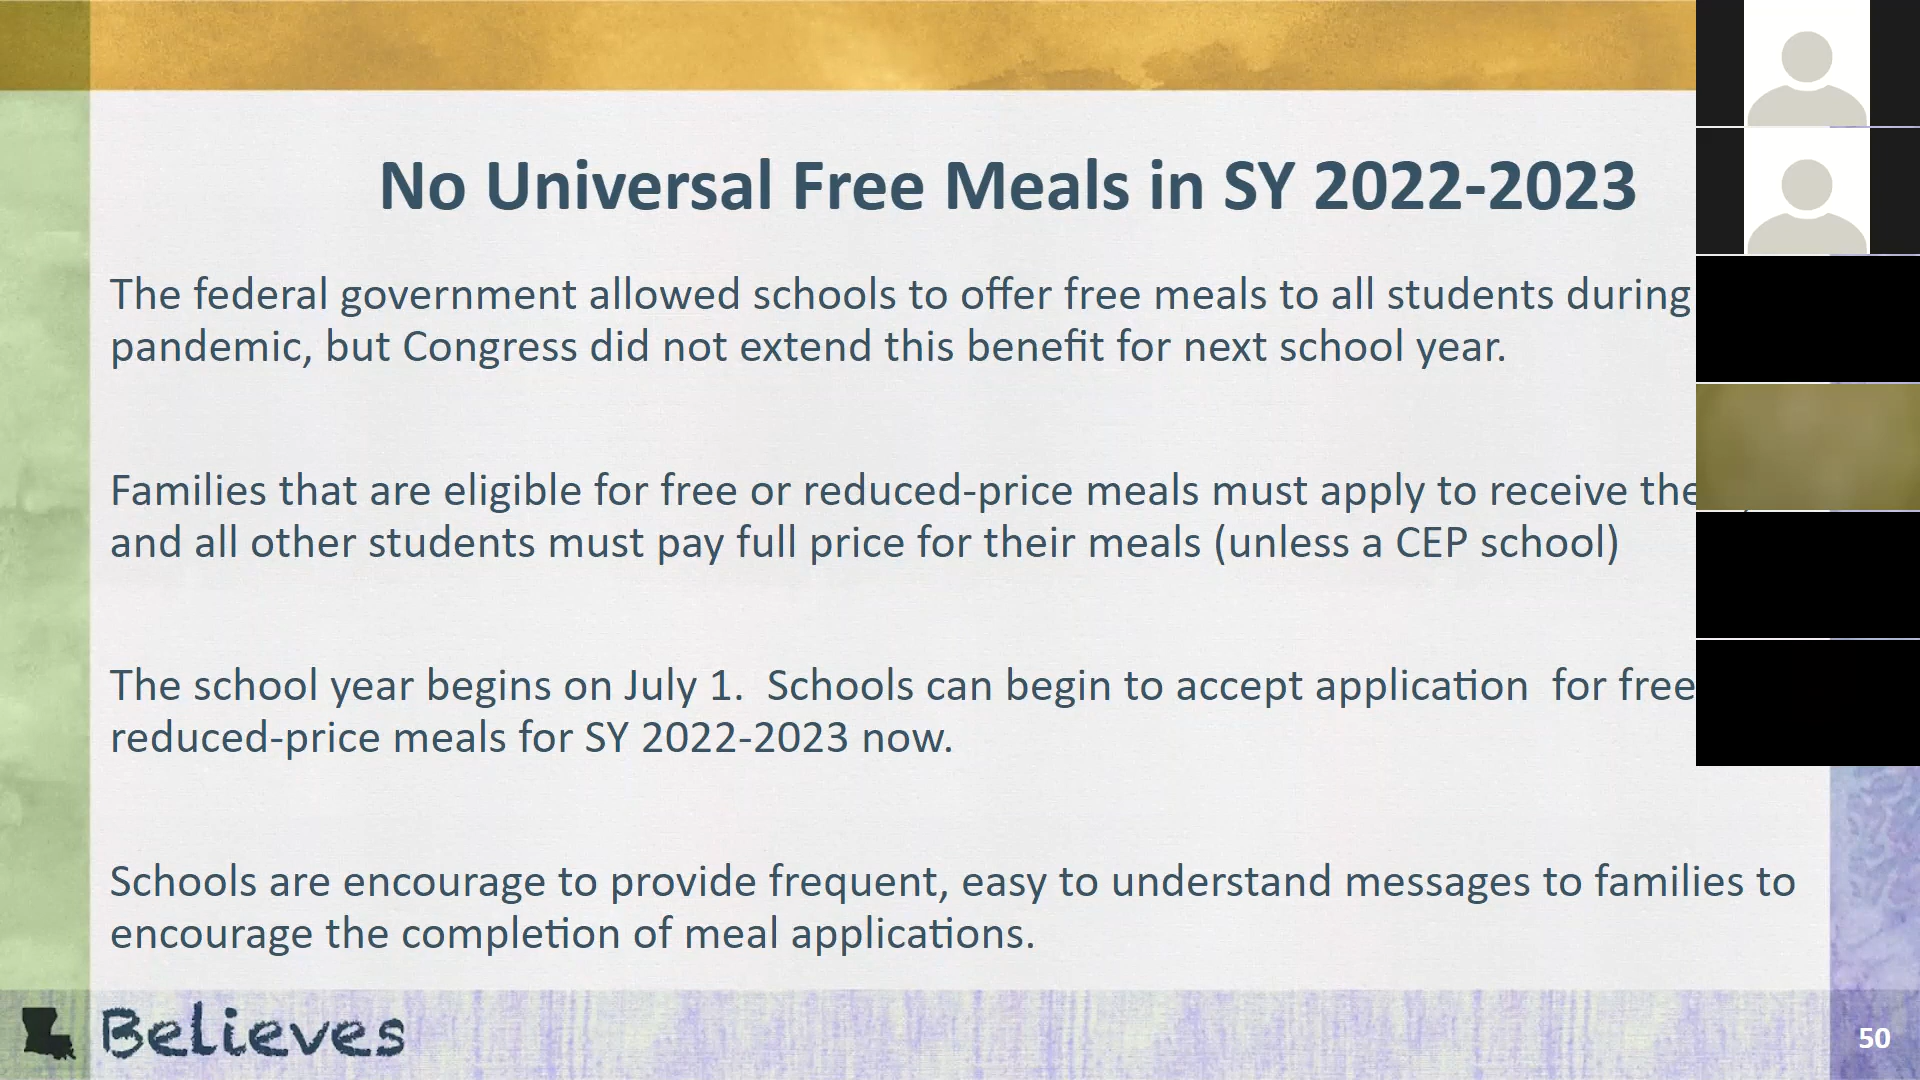 No Universal Free Meals in SY 2022-2023
The federal government allowed schools to offer free meals to all students during
pandemic, but Congress did not extend this benefit for next school year.
Families that are eligible for free or reduced-price meals must apply to receive
and all other students must pay full price for their meals (unless a CEP school)
The school year begins on July 1.  Schools can begin to accept application  for free
reduced-price meals for SY 2022-2023 now.
Schools are encourage to provide frequent, easy to understand messages to families to
encourage the completion of meal applications.
Believes
50